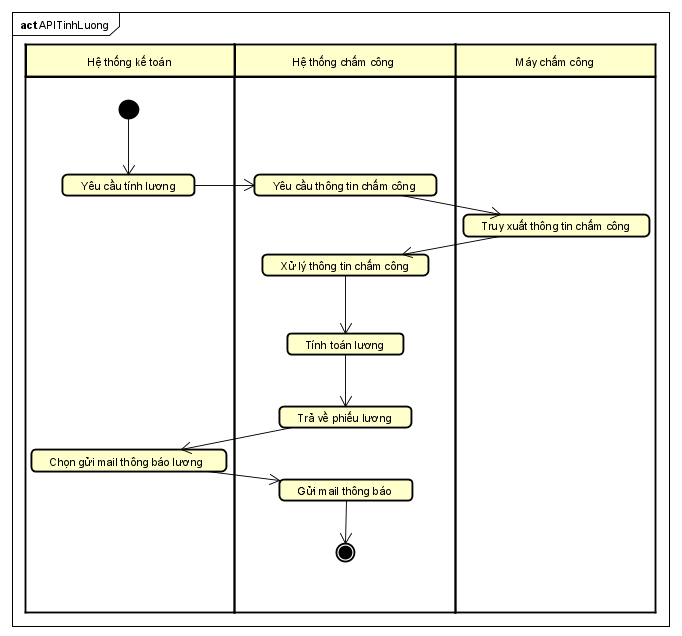 act APITinhLuong
Hệ thống kế toán
Hệ thống chấm công
Máy chấm công
Yêu cầu tính lương
Yêu cầu thông tin chấm công
Truy xuất thông tin chấm công
Xử lý thông tin chấm công
Tính toán lương
Trả về phiếu lương
Chọn gửi mail thông báo lương
Gửi mail thông báo